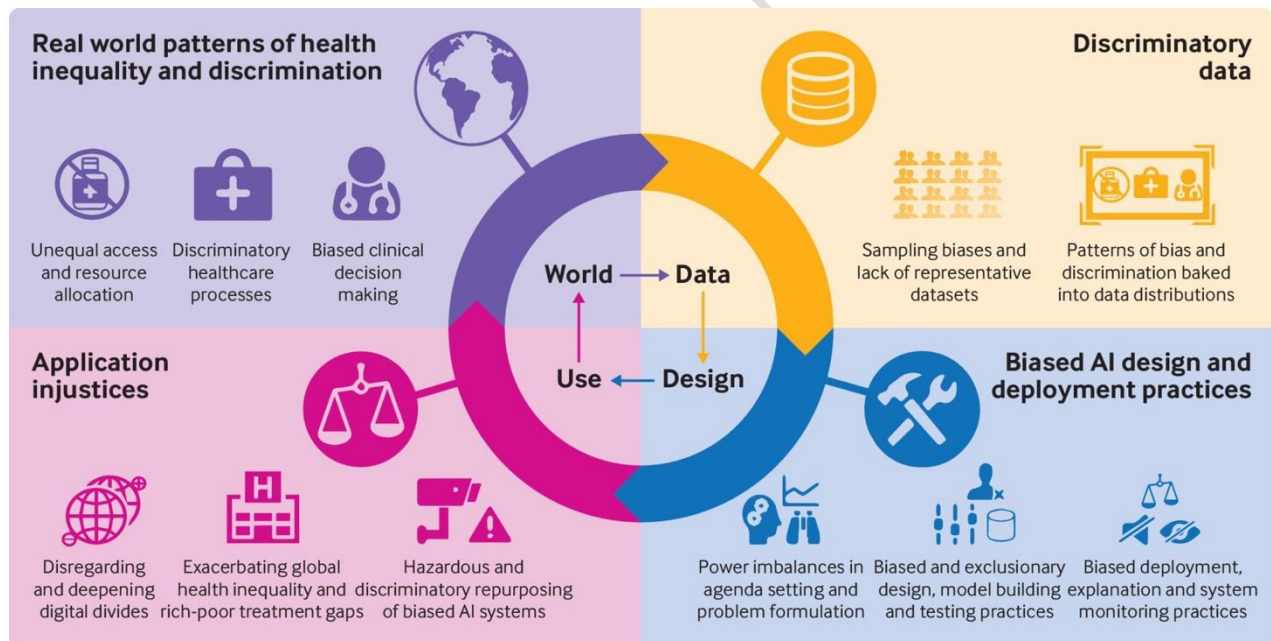 Real world patterns of health
inequality and discrimination
Unequal access
and resource
allocation
Discriminatory
healthcare
processes
Biased clinical
decision
making
Discriminatory
data
Sampling biases and
lack of representative
datasets
Patterns of bias and
discrimination baked
into data distributions
World
Data
Use
Design
Application
injustices
H
Disregarding
and deepening
digital divides
Exacerbating global
health inequality and
rich-poor treatment gaps
Hazardous and
discriminatory repurposing
of biased AI systems
Biased AI design and
deployment practices
Power imbalances in
agenda setting and
problem formulation
Biased and exclusionary
design, model building
and testing practices
Biased deployment,
explanation and system
monitoring practices